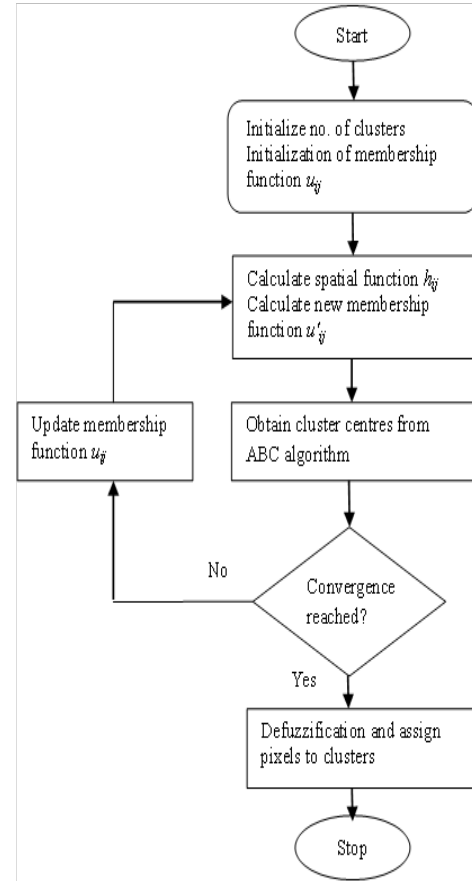 Start
Initialize no. of clusters
Initialization of membership
function uij
Calculate spatial function hij
Calculate new membership
function u'ij
Update membership
function uij
Obtain cluster centres from
ABC algorithm
No
Convergence
reached?
Yes
Defuzzification and assign
pixels to clusters
Stop